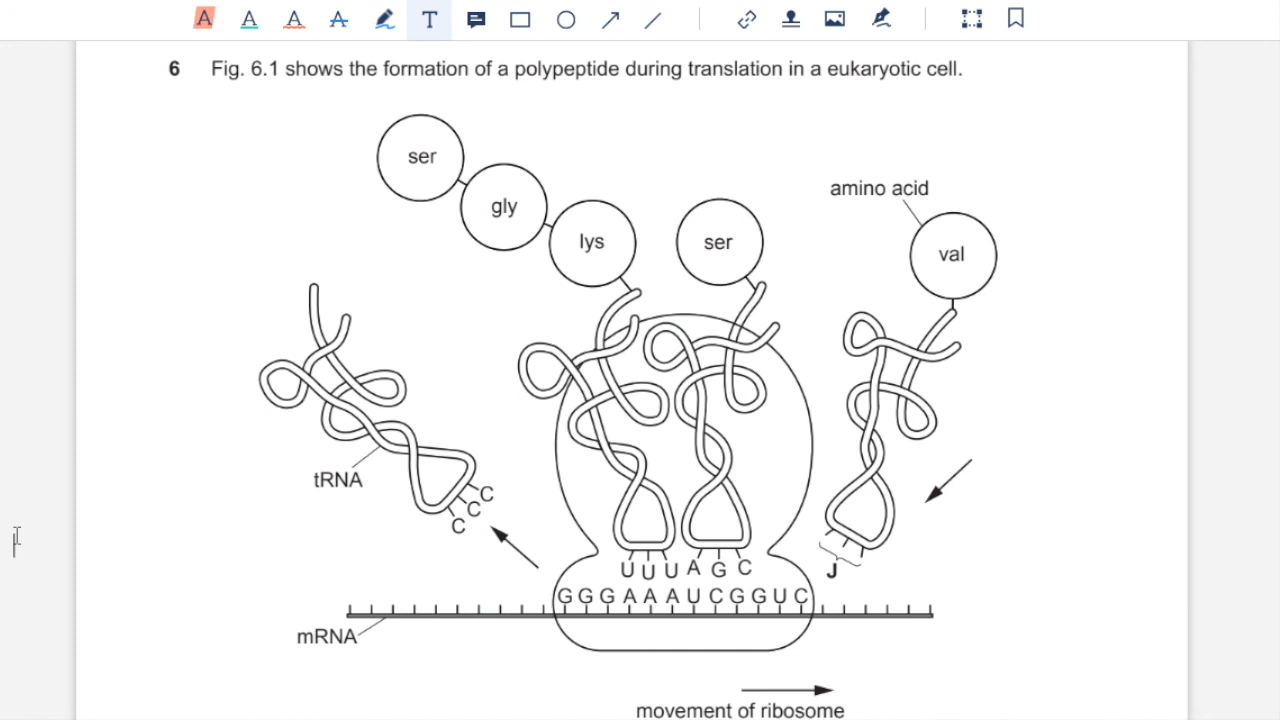 6 Fig. 6.1 shows the formation of a polypeptide during translation in a eukaryotic cell.
ser
gly
lys
ser
amino acid
val
tRNA
C
C
C
U U U A G C
J
G G G A A A U C G G U C
mRNA
movement of ribosome